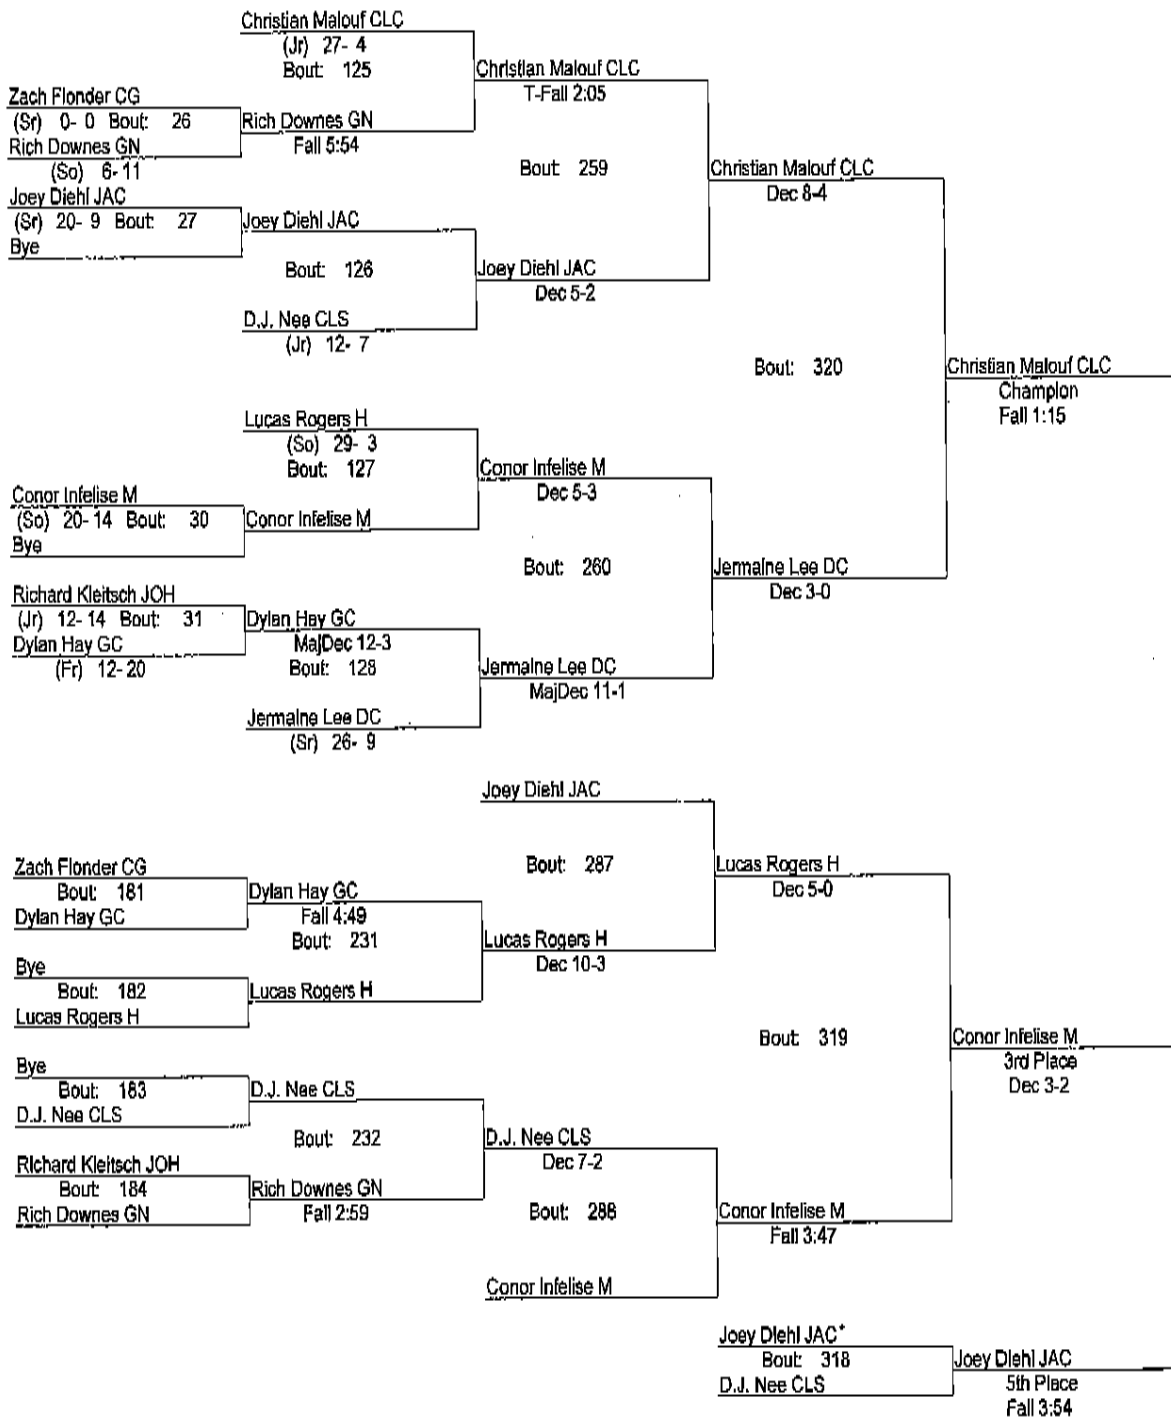 Christian Malouf CLC
(Jr) 27- 4
Bout: 125
Christian Malouf CLC
T-Fall 2:05
Zach Flonder CG
(Sr) 0- 0 Bout: 26
Rich Downes GN
Rich Downes GN
Fall 5:54
(So) 6- 11
Bout: 259
Christian Malouf CLC
Dec 8-4
Joey Diehl JAC
(Sr) 20- 9 Bout: 27
Joey Diehl JAC
Bye
Bout: 126
Joey Diehl JAC
Dec 5-2
D.J. Nee CLS
(Jr) 12- 7
Bout: 320
Christian Malouf CLC
Champion
Fall 1:15
Lucas Rogers H
(So) 29- 3
Bout: 127
Conor Infelise M
Dec 5-3
Conor Infelise M
(So) 20- 14 Bout: 30
Conor Infelise M
Bye
Bout: 260
Jermaine Lee DC
Dec 3-0
Richard Kleitsch JOH
(Jr) 12- 14 Bout: 31
Dylan Hay GC
MajDec 12-3
Dylan Hay GC
(Fr) 12- 20
Bout: 128
Jermaine Lee DC
MajDec 11-1
Jermaine Lee DC
(Sr) 26- 9
Joey Diehl JAC
Bout: 287
Lucas Rogers H
Dec 5-0
Zach Flonder CG
Bout: 181
Dylan Hay GC
Dylan Hay GC
Fall 4:49
Bout: 231
Lucas Rogers H
Dec 10-3
Bye
Bout: 182
Lucas Rogers H
Lucas Rogers H
Bout: 319
Conor Infelise M
3rd Place
Dec 3-2
Bye
Bout: 183
D.J. Nee CLS
D.J. Nee CLS
Bout: 232
D.J. Nee CLS
Dec 7-2
Richard Kleitsch JOH
Bout: 184
Rich Downes GN
Rich Downes GN
Fall 2:59
Bout: 288
Conor Infelise M
Fall 3:47
Conor Infelise M
Joey Diehl JAC*
Bout: 318
D.J. Nee CLS
Joey Diehl JAC
5th Place
Fall 3:54